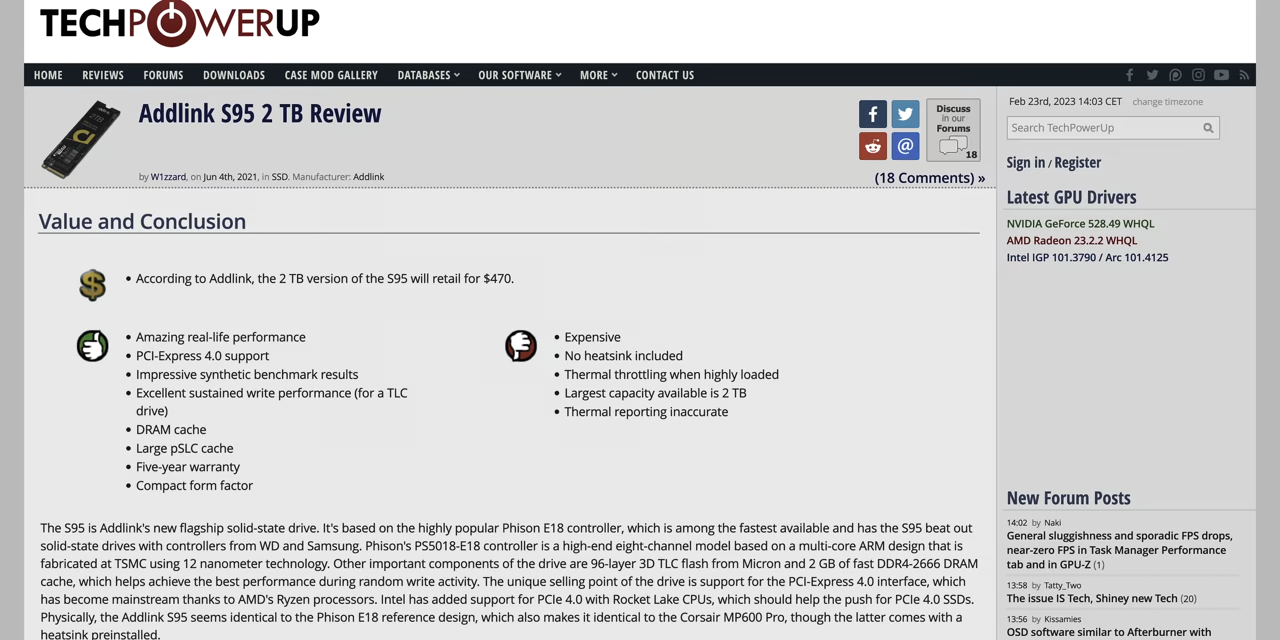 TECHPOWERUP
HOME REVIEWS FORUMS DOWNLOADS CASE MOD GALLERY DATABASES OUR SOFTWARE MORE CONTACT US
Addlink S95 2 TB Review
by W1zzard, on Jun 4th, 2021, in SSD. Manufacturer: Addlink
Discuss
in our
Forums
18
(18 Comments) »
Value and Conclusion
• According to Addlink, the 2 TB version of the S95 will retail for $470.
• Amazing real-life performance
• PCI-Express 4.0 support
• Impressive synthetic benchmark results
• Excellent sustained write performance (for a TLC
drive)
• DRAM cache
• Large pSLC cache
• Five-year warranty
• Compact form factor
• Expensive
• No heatsink included
• Thermal throttling when highly loaded
• Largest capacity available is 2 TB
• Thermal reporting inaccurate
The S95 is Addlink's new flagship solid-state drive. It's based on the highly popular Phison E18 controller, which is among the fastest available and has the S95 beat out
solid-state drives with controllers from WD and Samsung. Phison's PS5018-E18 controller is a high-end eight-channel model based on a multi-core ARM design that is
fabricated at TSMC using 12 nanometer technology. Other important components of the drive are 96-layer 3D TLC flash from Micron and 2 GB of fast DDR4-2666 DRAM
cache, which helps achieve the best performance during random write activity. The unique selling point of the drive is support for the PCI-Express 4.0 interface, which
has become mainstream thanks to AMD's Ryzen processors. Intel has added support for PCIe 4.0 with Rocket Lake CPUs, which should help the push for PCIe 4.0 SSDs.
Physically, the Addlink S95 seems identical to the Phison E18 reference design, which also makes it identical to the Corsair MP600 Pro, though the latter comes with a
heatsink preinstalled.
Feb 23rd, 2023 14:03 CET change timezone
Search TechPowerUp
Sign in / Register
Latest GPU Drivers
NVIDIA GeForce 528.49 WHQL
AMD Radeon 23.2.2 WHQL
Intel IGP 101.3790 / Arc 101.4125
New Forum Posts
14:02 by Naki
General sluggishness and sporadic FPS drops,
near-zero FPS in Task Manager Performance
tab and in GPU-Z (1)
13:58 by Tatty_Two
The issue IS Tech, Shiney new Tech (20)
13:56 by Kissamies
OSD software similar to Afterburner with